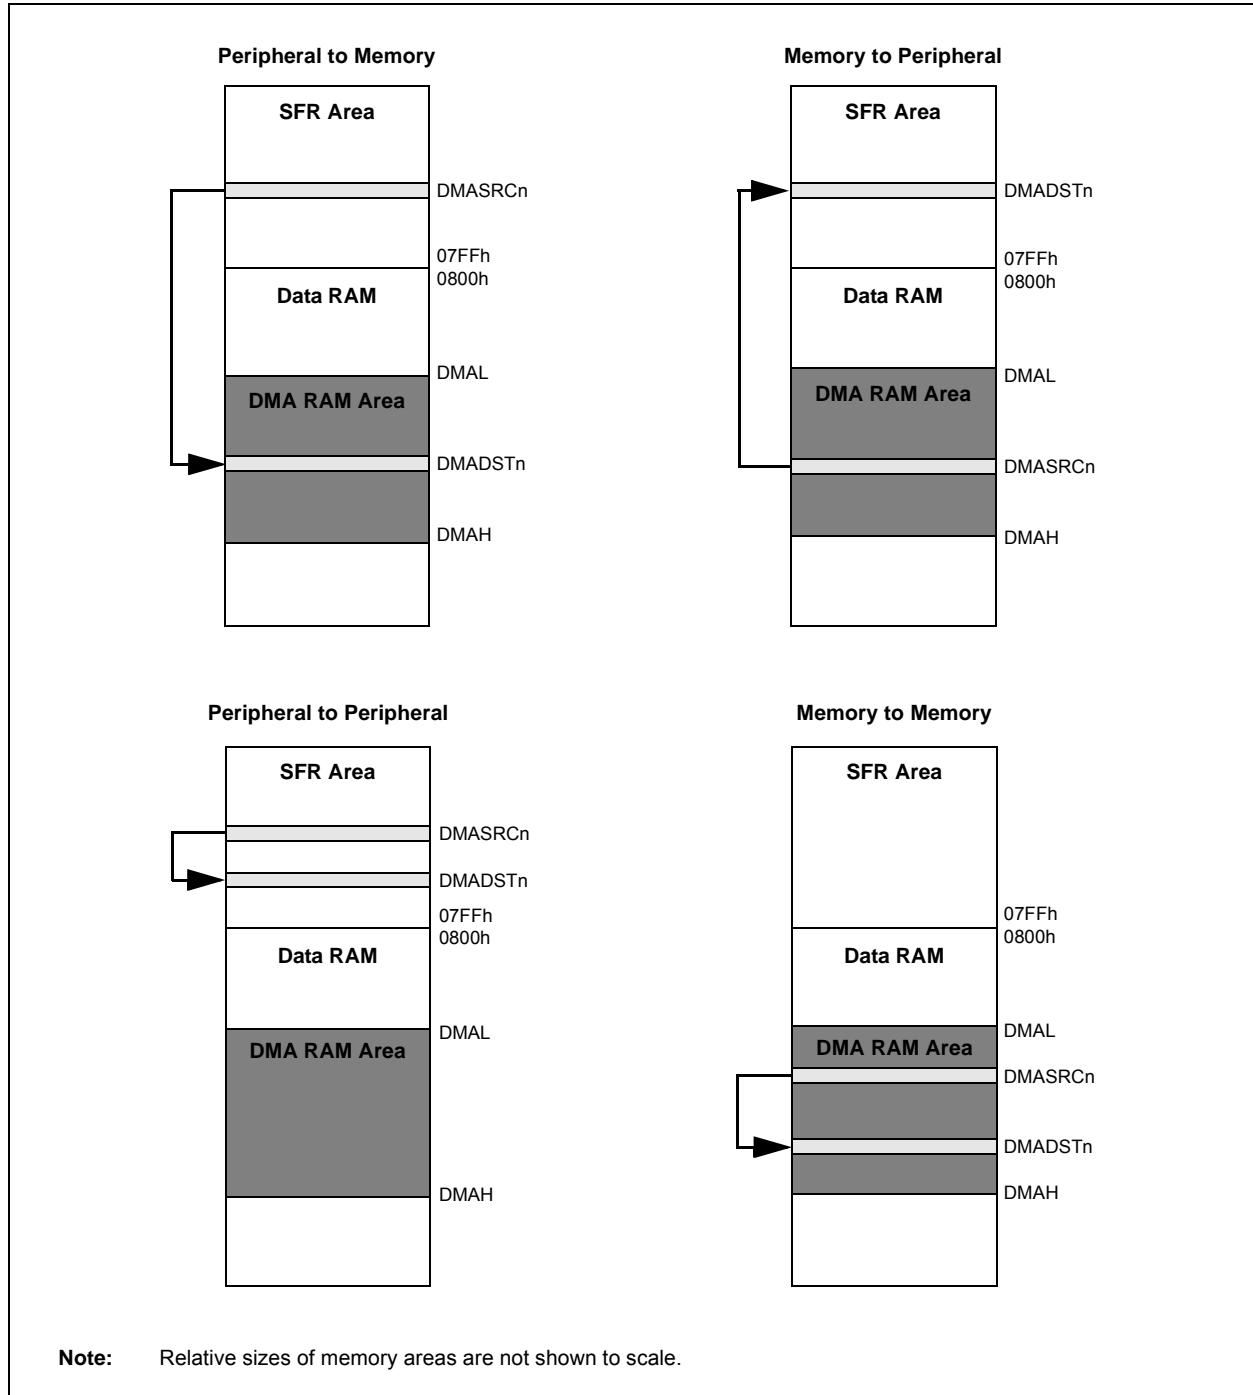 Peripheral to Memory
SFR Area
DMASRCn
07FFh
0800h
Data RAM
DMAL
DMA RAM Area
DMADSTn
DMAH
Memory to Peripheral
SFR Area
DMADSTn
07FFh
0800h
Data RAM
DMAL
DMA RAM Area
DMASRCn
DMAH
Peripheral to Peripheral
SFR Area
DMASRCn
DMADSTn
07FFh
0800h
Data RAM
DMAL
DMA RAM Area
DMAH
Memory to Memory
SFR Area
07FFh
0800h
Data RAM
DMAL
DMA RAM Area
DMASRCn
DMADSTn
DMAH
Note: Relative sizes of memory areas are not shown to scale.